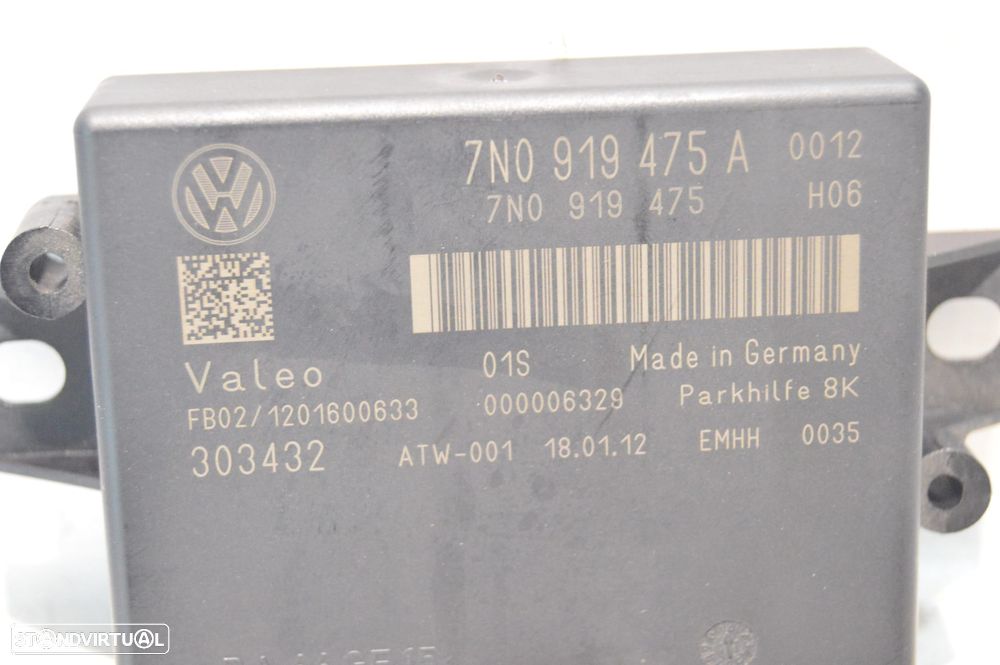 7N0 919 475 A 0012
7N0 919 475 H06
Valeo 01S Made in Germany
FB02/1201600633 000006329 Parkhilfe 8K
303432 ATW-001 18.01.12 EMHH 0035
STANDVIRTUAL